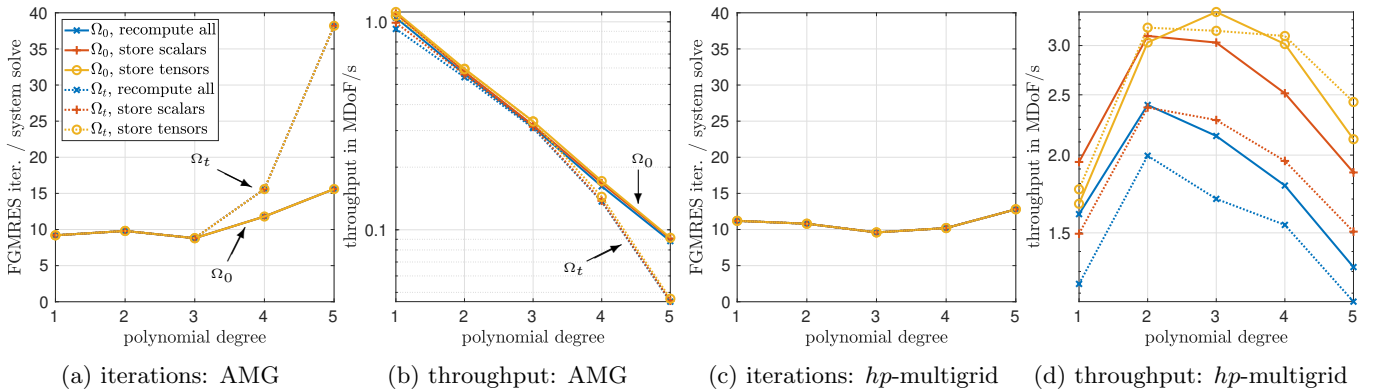 FGMRES iter. / system solve
40
35
30
25
20
15
10
5
0
Ω₀, recompute all
Ω₀, store scalars
Ω₀, store tensors
Ωₜ, recompute all
Ωₜ, store scalars
Ωₜ, store tensors
Ωₜ
Ω₀
1 2 3 4 5
polynomial degree
(a) iterations: AMG
throughput in MDoF/s
1.0
0.1
Ω₀
Ωₜ
1 2 3 4 5
polynomial degree
(b) throughput: AMG
FGMRES iter. / system solve
40
35
30
25
20
15
10
5
0
1 2 3 4 5
polynomial degree
(c) iterations: hp-multigrid
throughput in MDoF/s
3.0
2.5
2.0
1.5
1 2 3 4 5
polynomial degree
(d) throughput: hp-multigrid